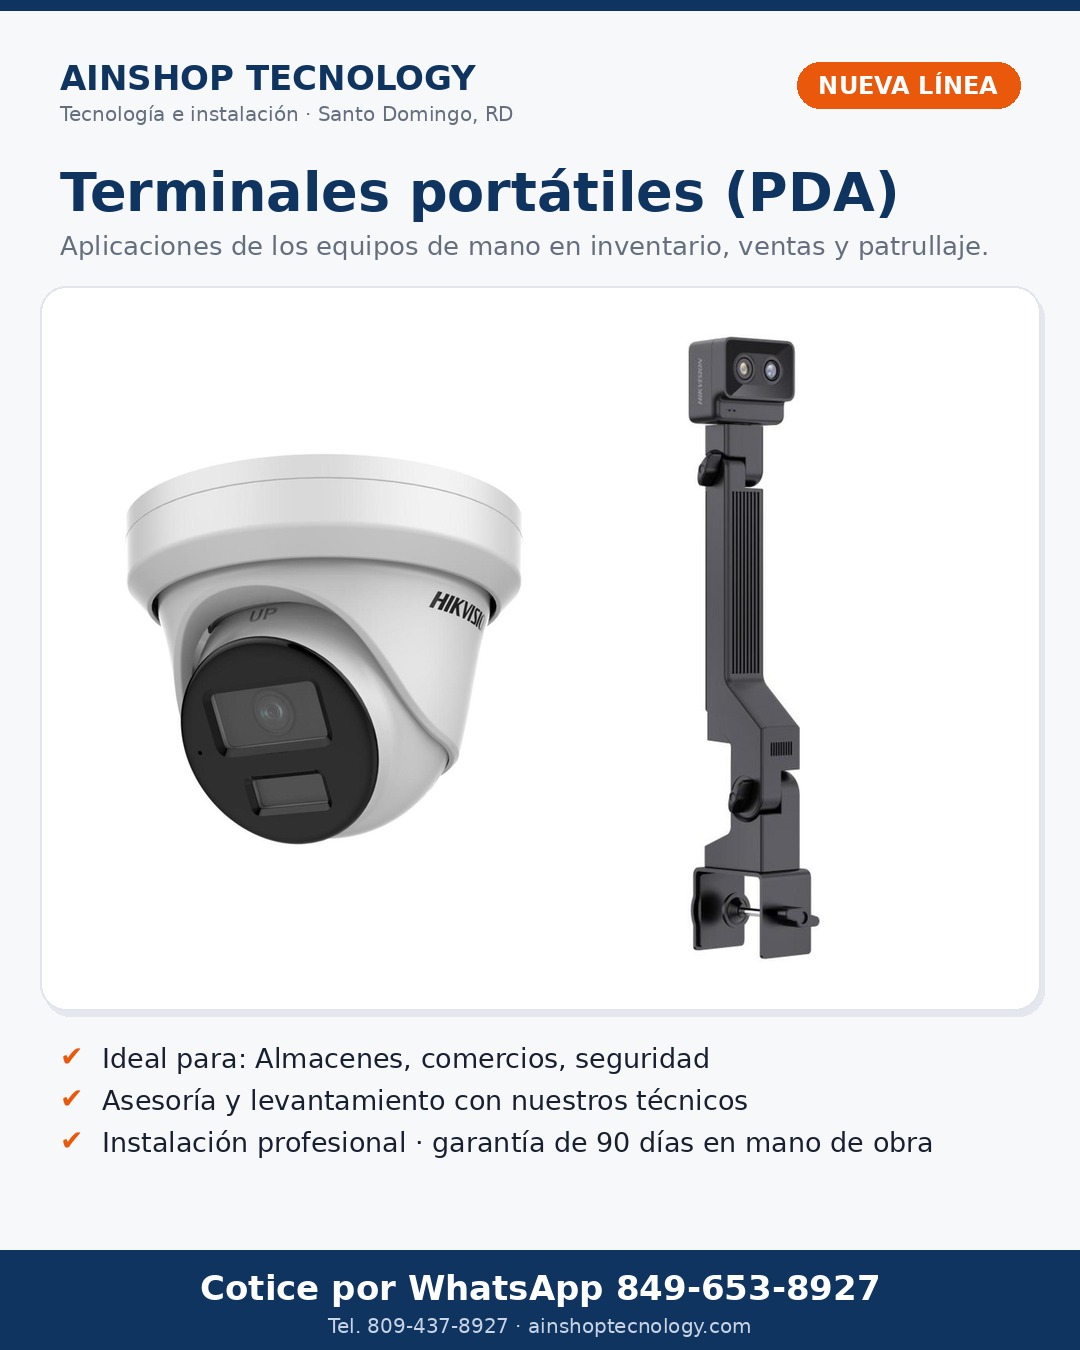 AINSHOP TECNOLOGY
Tecnología e instalación · Santo Domingo, RD
NUEVA LÍNEA
Terminales portátiles (PDA)
Aplicaciones de los equipos de mano en inventario, ventas y patrullaje.
HIKVISION
HIKVISI
UP
✔ Ideal para: Almacenes, comercios, seguridad
✔ Asesoría y levantamiento con nuestros técnicos
✔ Instalación profesional · garantía de 90 días en mano de obra
Cotice por WhatsApp 849-653-8927
Tel. 809-437-8927 · ainshoptecnology.com